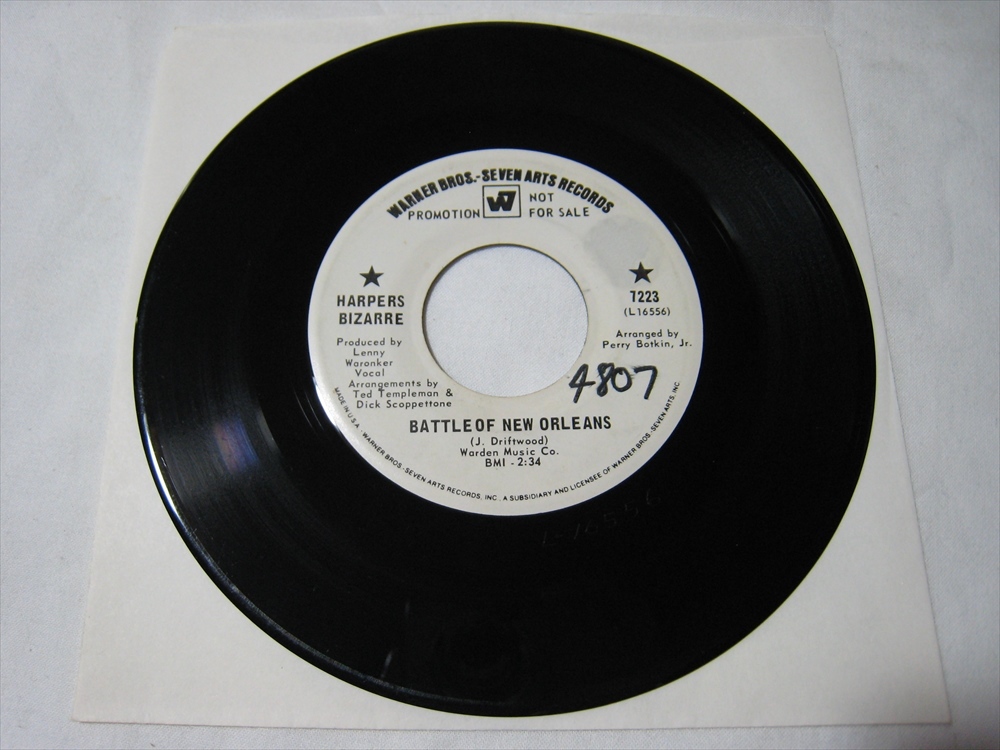 WARNER BROS.-SEVEN ARTS RECORDS
PROMOTION W7 NOT
FOR SALE
HARPERS
BIZARRE
Produced by
Lenny
Waronker
Vocal
Arrangements by
Ted Templeman &
Dick Scoppettone
7223
(L16556)
Arranged by
Perry Botkin, Jr.
4807
BATTLE OF NEW ORLEANS
(J. Driftwood)
Warden Music Co.
BMI - 2:34
MADE IN U.S.A. · WARNER BROS.-SEVEN ARTS RECORDS, INC., A SUBSIDIARY AND LICENSEE OF WARNER BROS.-SEVEN ARTS, INC.
L-16556